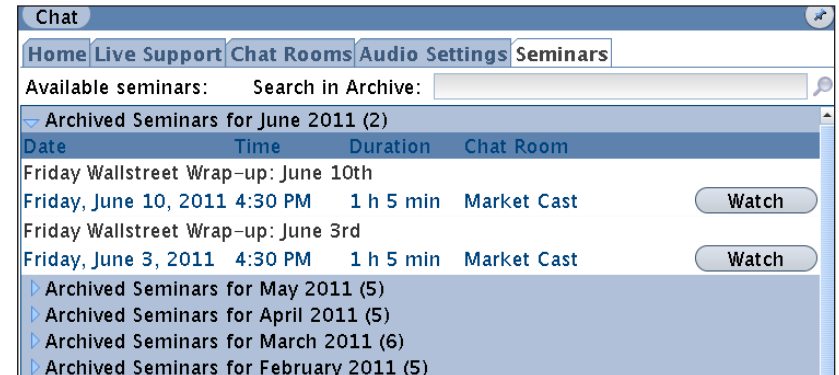 Chat
Home Live Support Chat Rooms Audio Settings Seminars
Available seminars: Search in Archive:
Archived Seminars for June 2011 (2)
Date Time Duration Chat Room
Friday Wallstreet Wrap-up: June 10th
Friday, June 10, 2011 4:30 PM 1 h 5 min Market Cast Watch
Friday Wallstreet Wrap-up: June 3rd
Friday, June 3, 2011 4:30 PM 1 h 5 min Market Cast Watch
Archived Seminars for May 2011 (5)
Archived Seminars for April 2011 (5)
Archived Seminars for March 2011 (6)
Archived Seminars for February 2011 (5)